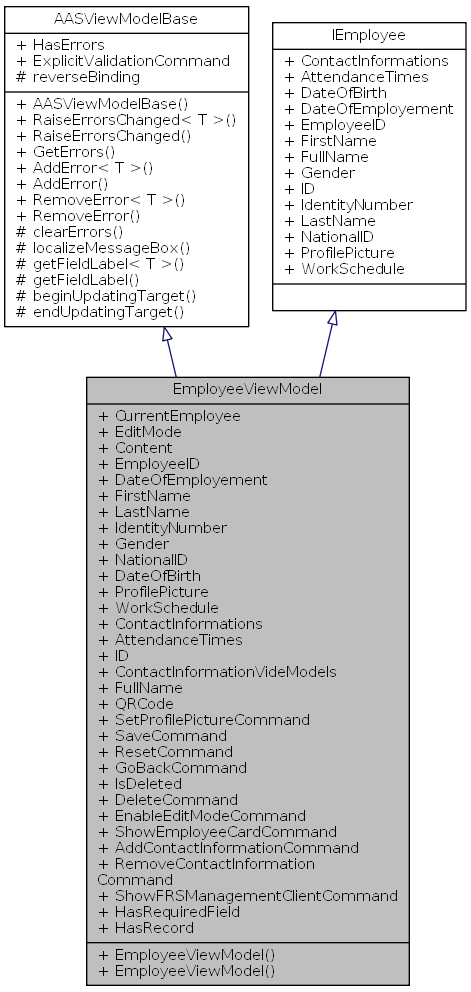 AASViewModelBase
+ HasErrors
+ ExplicitValidationCommand
# reverseBinding
+ AASViewModelBase()
+ RaiseErrorsChanged< T >()
+ RaiseErrorsChanged()
+ GetErrors()
+ AddError< T >()
+ AddError()
+ RemoveError< T >()
+ RemoveError()
# clearErrors()
# localizeMessageBox()
# getFieldLabel< T >()
# getFieldLabel()
# beginUpdatingTarget()
# endUpdatingTarget()
IEmployee
+ ContactInformations
+ AttendanceTimes
+ DateOfBirth
+ DateOfEmployement
+ EmployeeID
+ FirstName
+ FullName
+ Gender
+ ID
+ IdentityNumber
+ LastName
+ NationalID
+ ProfilePicture
+ WorkSchedule
EmployeeViewModel
+ CurrentEmployee
+ EditMode
+ Content
+ EmployeeID
+ DateOfEmployement
+ FirstName
+ LastName
+ IdentityNumber
+ Gender
+ NationalID
+ DateOfBirth
+ ProfilePicture
+ WorkSchedule
+ ContactInformations
+ AttendanceTimes
+ ID
+ ContactInformationVideModels
+ FullName
+ QRCode
+ SetProfilePictureCommand
+ SaveCommand
+ ResetCommand
+ GoBackCommand
+ IsDeleted
+ DeleteCommand
+ EnableEditModeCommand
+ ShowEmployeeCardCommand
+ AddContactInformationCommand
+ RemoveContactInformation
Command
+ ShowFRSManagementClientCommand
+ HasRequiredField
+ HasRecord
+ EmployeeViewModel()
+ EmployeeViewModel()